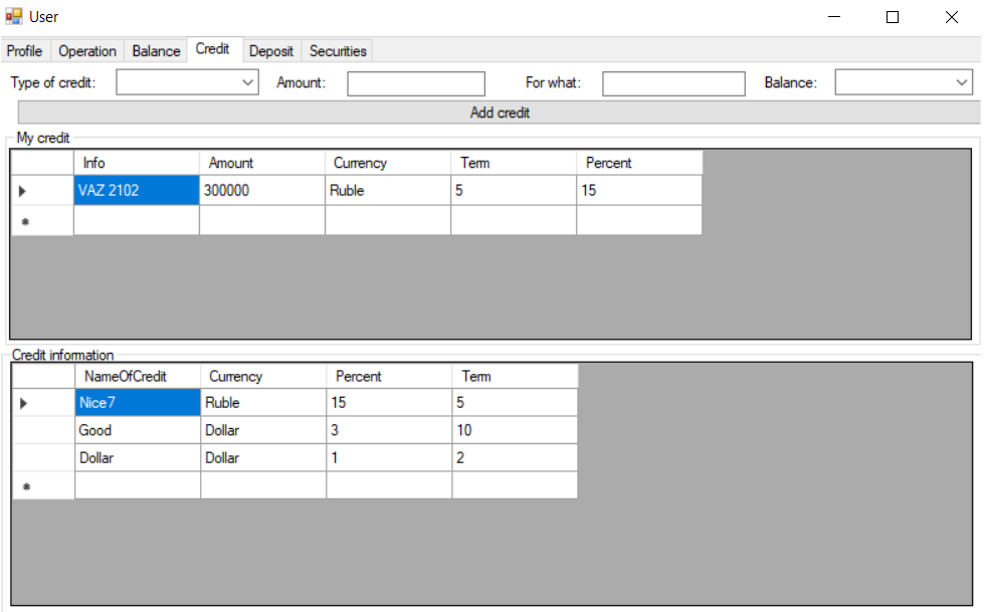 User
Profile Operation Balance Credit Deposit Securities
Type of credit: Amount: For what: Balance:
Add credit
My credit
Info Amount Currency Term Percent
VAZ 2102 300000 Ruble 5 15
Credit information
NameOfCredit Currency Percent Term
Nice7 Ruble 15 5
Good Dollar 3 10
Dollar Dollar 1 2